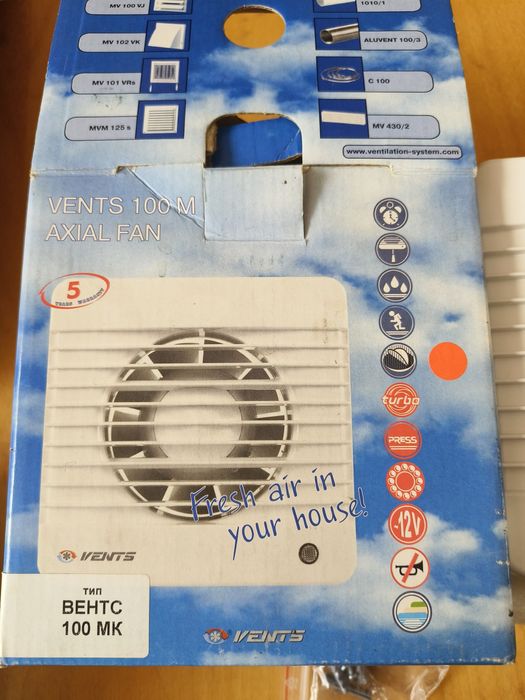 MV 100 VJ
1010/1
MV 102 VK
ALUVENT 100/3
MV 101 VRs
C 100
MVM 125 s
MV 430/2
www.ventilation-system.com
VENTS 100 M
AXIAL FAN
5
YEARS WARRANTY
turbo
PRESS
~12V
Fresh air in
your house!
VENTS
тип
ВЕНТС
100 МК
VENTS